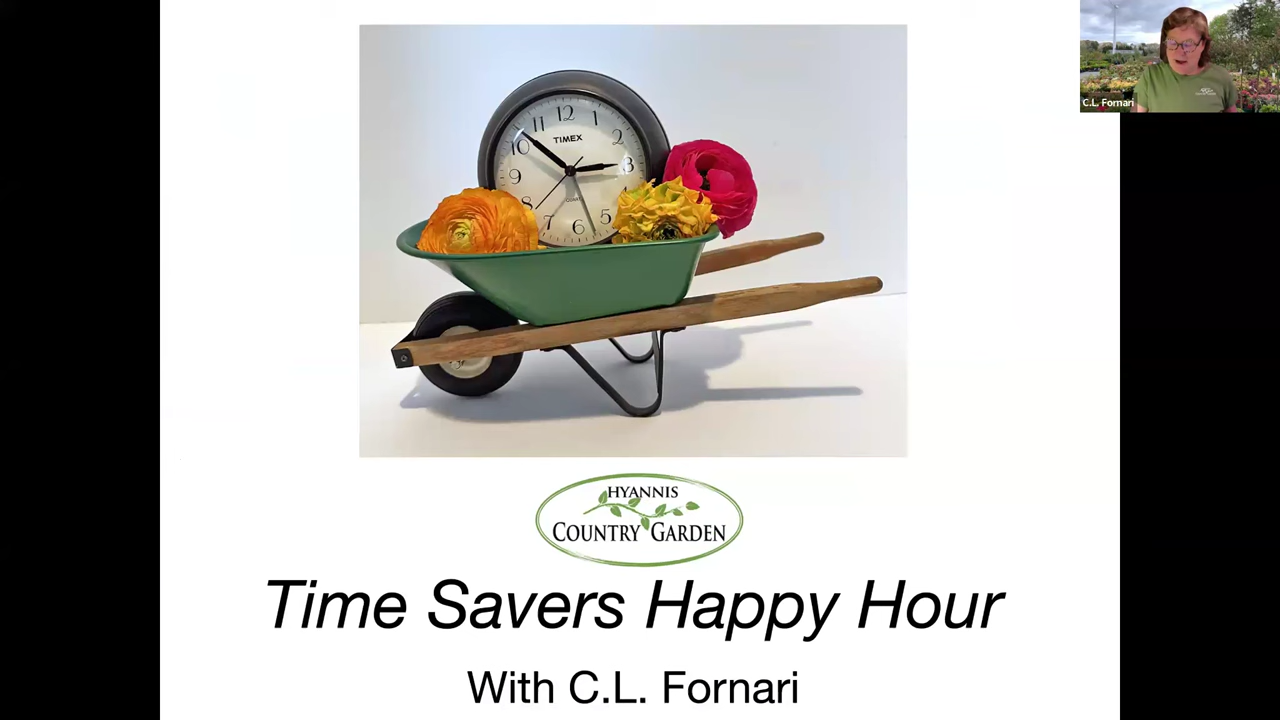 C.L. Fornari
12
11
1
TIMEX
2
10
3
9
8
5
7
6
HYANNIS
COUNTRY GARDEN
Time Savers Happy Hour
With C.L. Fornari